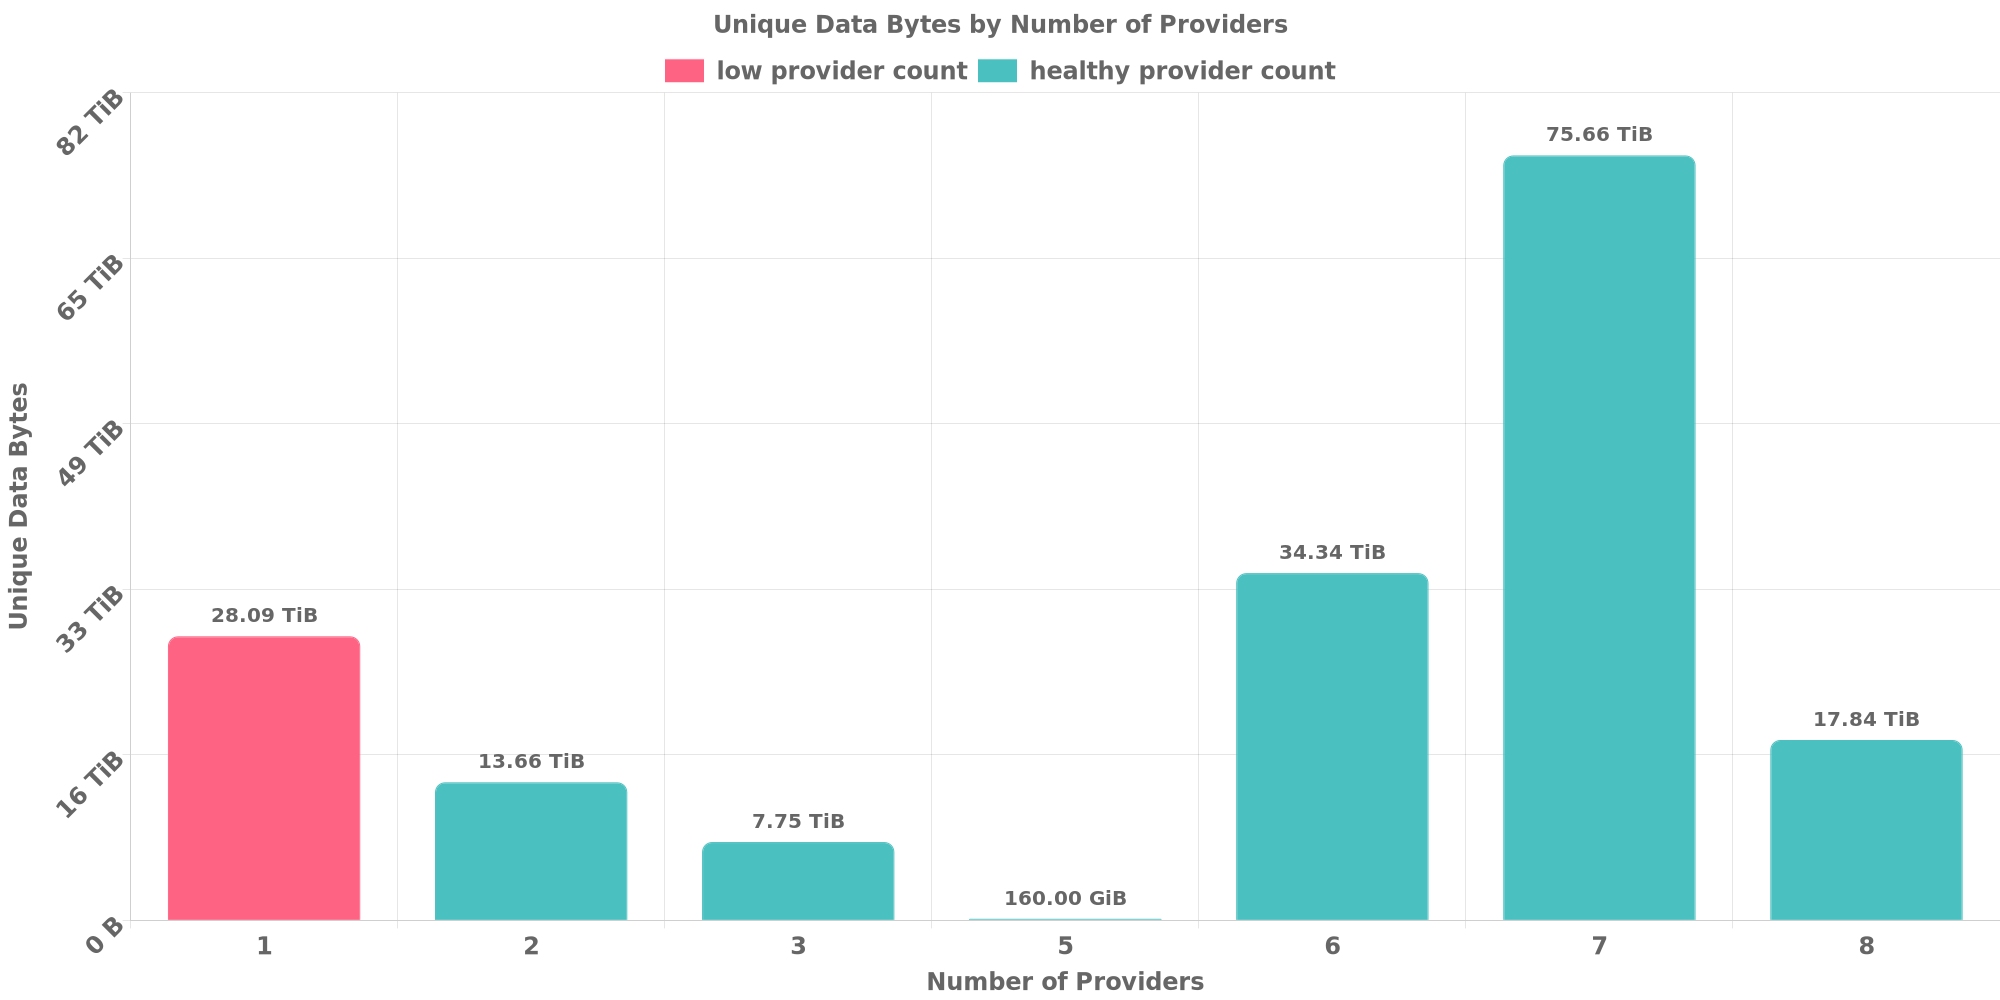 Unique Data Bytes by Number of Providers
low provider count healthy provider count
82 TiB
65 TiB
49 TiB
33 TiB
16 TiB
0 B
Unique Data Bytes
28.09 TiB
13.66 TiB
7.75 TiB
160.00 GiB
34.34 TiB
75.66 TiB
17.84 TiB
1 2 3 5 6 7 8
Number of Providers